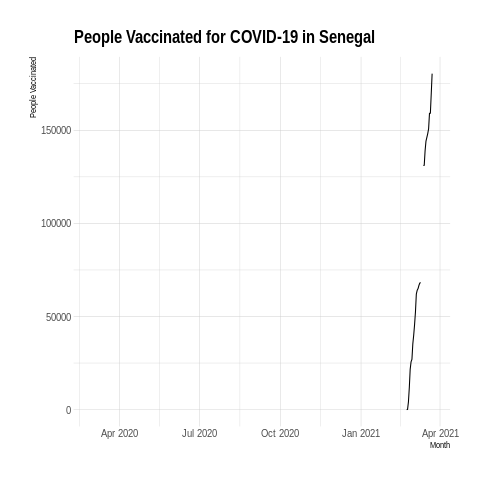 People Vaccinated for COVID-19 in Senegal
People Vaccinated
150000
100000
50000
0
Apr 2020 Jul 2020 Oct 2020 Jan 2021 Apr 2021
Month